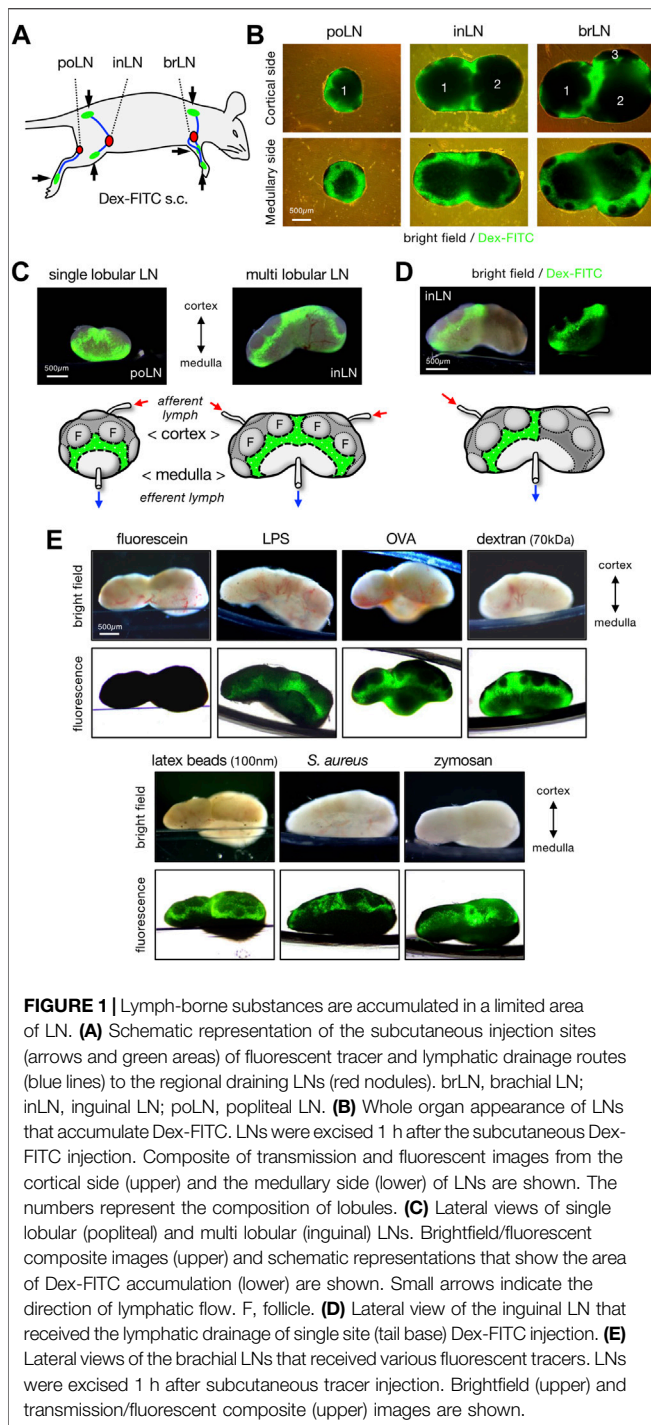 A
poLN
inLN
brLN
Dex-FITC s.c.
B
poLN
inLN
brLN
Cortical side
1
1
2
3
1
2
Medullary side
500μm
bright field / Dex-FITC
C
single lobular LN
multi lobular LN
cortex
medulla
500μm
poLN
inLN
afferent lymph
F
F
< cortex >
F
F
F
F
< medulla >
efferent lymph
D
bright field / Dex-FITC
inLN
500μm
E
fluorescein
LPS
OVA
dextran (70kDa)
bright field
500μm
cortex
medulla
fluorescence
latex beads (100nm)
S. aureus
zymosan
bright field
cortex
medulla
fluorescence
FIGURE 1 | Lymph-borne substances are accumulated in a limited area
of LN. (A) Schematic representation of the subcutaneous injection sites
(arrows and green areas) of fluorescent tracer and lymphatic drainage routes
(blue lines) to the regional draining LNs (red nodules). brLN, brachial LN;
inLN, inguinal LN; poLN, popliteal LN. (B) Whole organ appearance of LNs
that accumulate Dex-FITC. LNs were excised 1 h after the subcutaneous Dex-
FITC injection. Composite of transmission and fluorescent images from the
cortical side (upper) and the medullary side (lower) of LNs are shown. The
numbers represent the composition of lobules. (C) Lateral views of single
lobular (popliteal) and multi lobular (inguinal) LNs. Brightfield/fluorescent
composite images (upper) and schematic representations that show the area
of Dex-FITC accumulation (lower) are shown. Small arrows indicate the
direction of lymphatic flow. F, follicle. (D) Lateral view of the inguinal LN that
received the lymphatic drainage of single site (tail base) Dex-FITC injection. (E)
Lateral views of the brachial LNs that received various fluorescent tracers. LNs
were excised 1 h after subcutaneous tracer injection. Brightfield (upper) and
transmission/fluorescent composite (upper) images are shown.